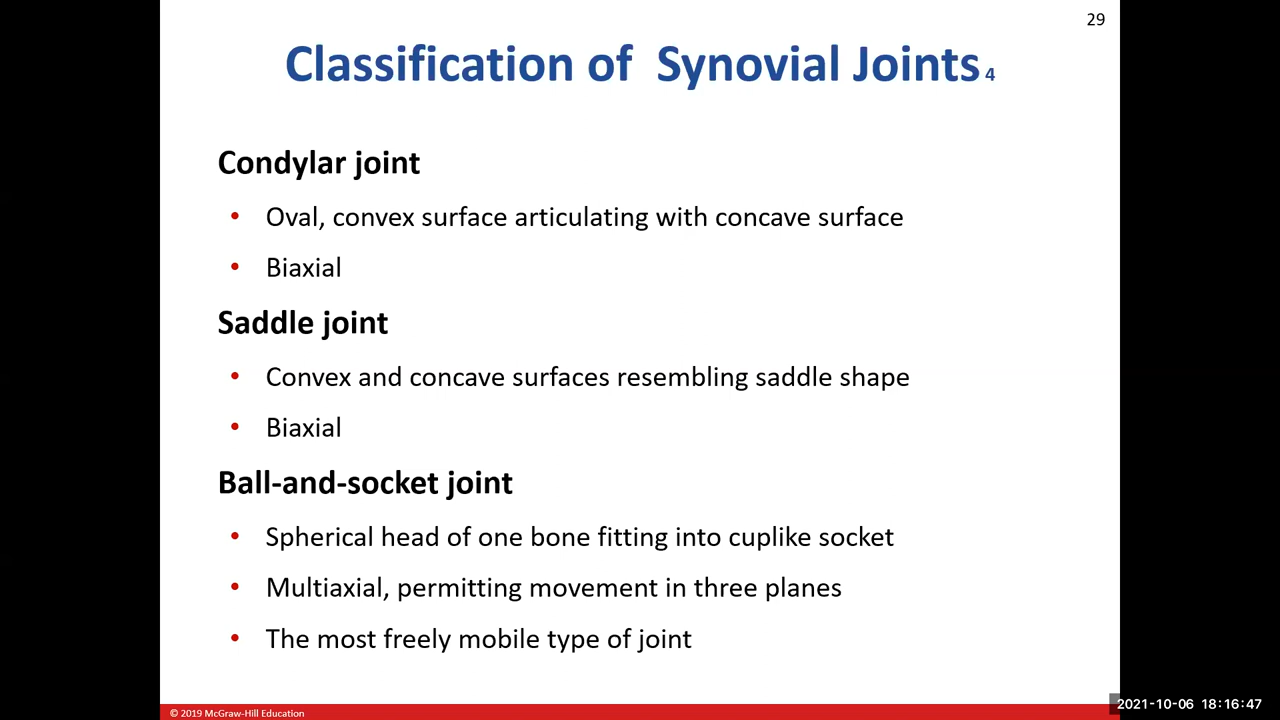 29
Classification of Synovial Joints 4
Condylar joint
• Oval, convex surface articulating with concave surface
• Biaxial
Saddle joint
• Convex and concave surfaces resembling saddle shape
• Biaxial
Ball-and-socket joint
• Spherical head of one bone fitting into cuplike socket
• Multiaxial, permitting movement in three planes
• The most freely mobile type of joint
© 2019 McGraw-Hill Education
2021-10-06 18:16:47